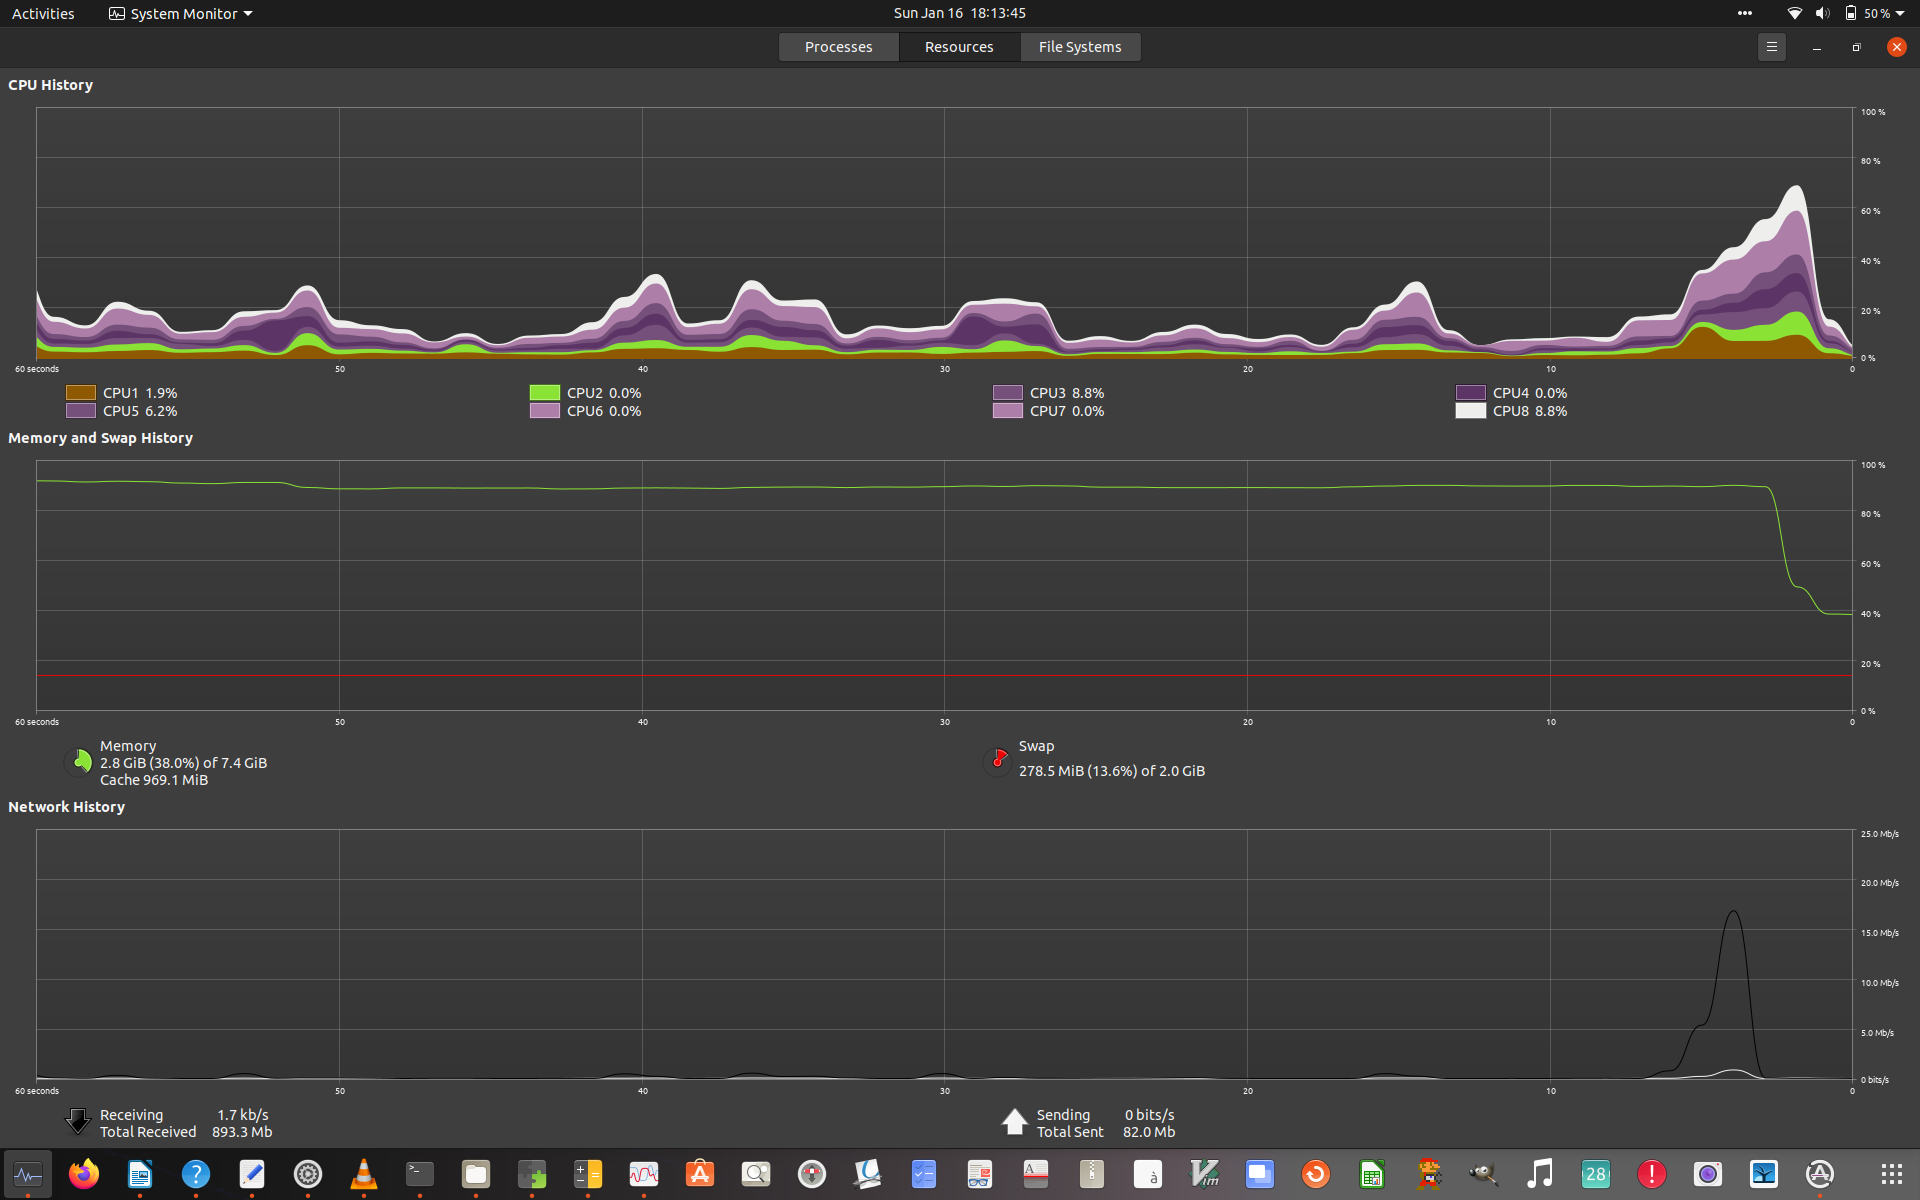 Activities System Monitor Sun Jan 16 18:13:45 50 %
Processes Resources File Systems
CPU History
100 %
80 %
60 %
40 %
20 %
0 %
60 seconds 50 40 30 20 10 0
CPU1 1.9% CPU2 0.0% CPU3 8.8% CPU4 0.0%
CPU5 6.2% CPU6 0.0% CPU7 0.0% CPU8 8.8%
Memory and Swap History
100 %
80 %
60 %
40 %
20 %
0 %
60 seconds 50 40 30 20 10 0
Memory
2.8 GiB (38.0%) of 7.4 GiB
Cache 969.1 MiB
Swap
278.5 MiB (13.6%) of 2.0 GiB
Network History
25.0 Mb/s
20.0 Mb/s
15.0 Mb/s
10.0 Mb/s
5.0 Mb/s
0 bits/s
60 seconds 50 40 30 20 10 0
Receiving 1.7 kb/s
Total Received 893.3 Mb
Sending 0 bits/s
Total Sent 82.0 Mb
? >_ A à Vim 28 !